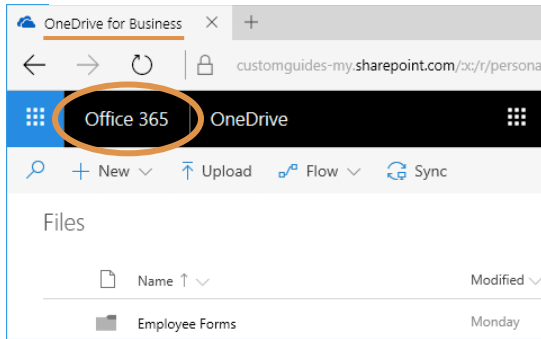 OneDrive for Business
customguides-my.sharepoint.com/:x:/r/persona
Office 365 OneDrive
New Upload Flow Sync
Files
Name Modified
Employee Forms Monday